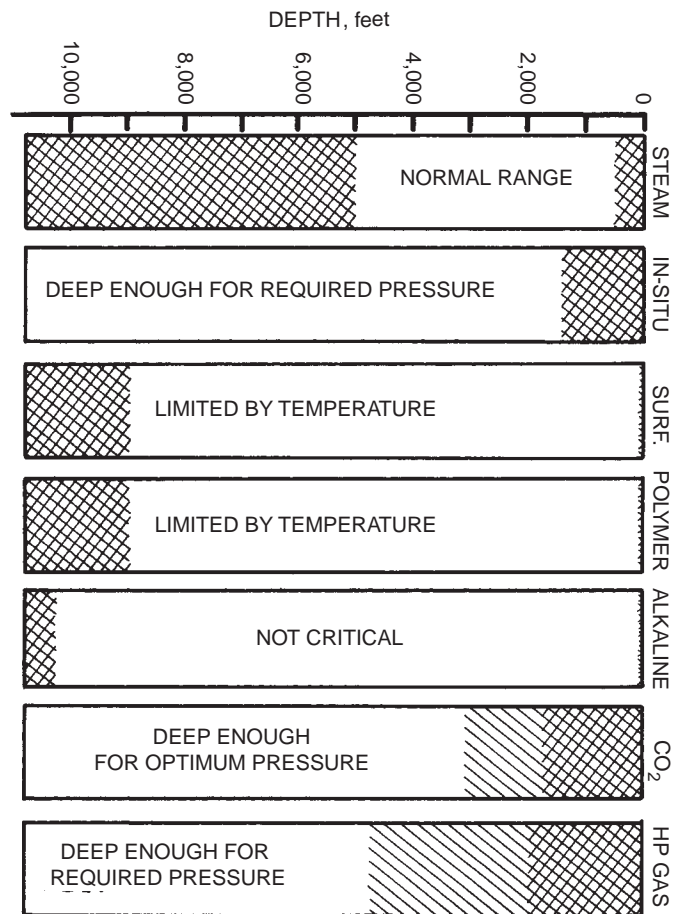 DEPTH, feet
10,000
8,000
6,000
4,000
2,000
0
STEAM
NORMAL RANGE
IN-SITU
DEEP ENOUGH FOR REQUIRED PRESSURE
SURF.
LIMITED BY TEMPERATURE
POLYMER
LIMITED BY TEMPERATURE
ALKALINE
NOT CRITICAL
CO₂
DEEP ENOUGH
FOR OPTIMUM PRESSURE
HP GAS
DEEP ENOUGH FOR
REQUIRED PRESSURE